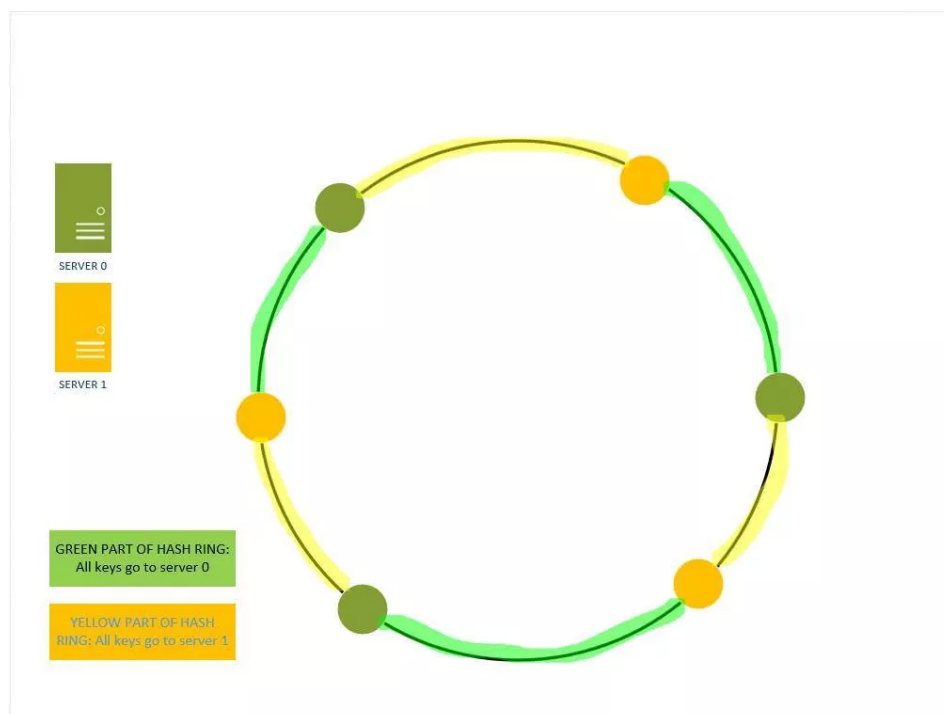 SERVER 0
SERVER 1
GREEN PART OF HASH RING:
All keys go to server 0
YELLOW PART OF HASH
RING: All keys go to server 1